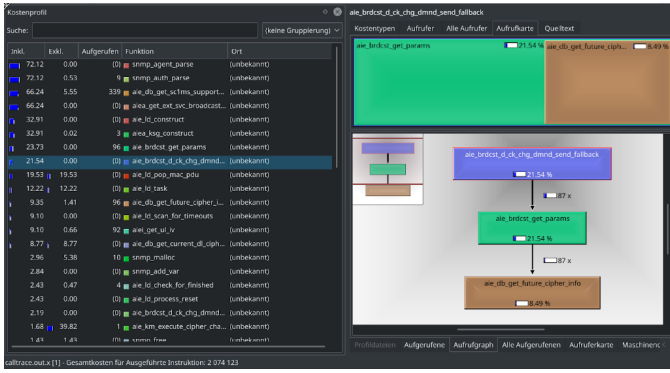 Kostenprofil
Suche: (keine Gruppierung)
Inkl. Exkl. Aufgerufen Funktion Ort
72.12 0.00 (0) snmp_agent_parse (unbekannt)
72.12 0.53 9 snmp_auth_parse (unbekannt)
66.24 5.55 339 aie_db_get_sc1ms_support... (unbekannt)
66.24 0.00 (0) aiea_get_ext_svc_broadcast... (unbekannt)
32.91 0.00 (0) aie_ld_construct (unbekannt)
32.91 0.02 3 aiea_ksg_construct (unbekannt)
23.73 0.00 96 aie_brdcst_get_params (unbekannt)
21.54 0.00 (0) aie_brdcst_d_ck_chg_dmnd... (unbekannt)
19.53 19.53 (0) aie_ld_pop_mac_pdu (unbekannt)
12.22 12.22 (0) aie_ld_task (unbekannt)
9.35 1.41 96 aie_db_get_future_cipher_i... (unbekannt)
9.10 0.00 (0) aie_ld_scan_for_timeouts (unbekannt)
9.10 0.66 92 aiei_get_ul_iv (unbekannt)
8.77 8.77 (0) aie_db_get_current_dl_ciph... (unbekannt)
2.96 5.38 10 snmp_malloc (unbekannt)
2.84 0.00 (0) snmp_add_var (unbekannt)
2.43 0.47 4 aie_ld_check_for_finished (unbekannt)
2.43 0.00 (0) aie_ld_process_reset (unbekannt)
2.19 0.00 (0) aie_brdcst_d_ck_chg_dmnd... (unbekannt)
1.68 39.82 1 aie_km_execute_cipher_cha... (unbekannt)
1.43 1.43 (0) snmp_free (unbekannt)
calltrace.out.x [1] - Gesamtkosten für Ausgeführte Instruktion: 2 074 123
aie_brdcst_d_ck_chg_dmnd_send_fallback
Kostentypen Aufrufer Alle Aufrufer Aufrufkarte Quelltext
aie_brdcst_get_params 21.54 % aie_db_get_future_ciph... 8.49 %
aie_brdcst_d_ck_chg_dmnd_send_fallback
21.54 %
87 x
aie_brdcst_get_params
21.54 %
87 x
aie_db_get_future_cipher_info
8.49 %
Profildateien Aufgerufene Aufrufgraph Alle Aufgerufenen Aufruferkarte Maschinenc